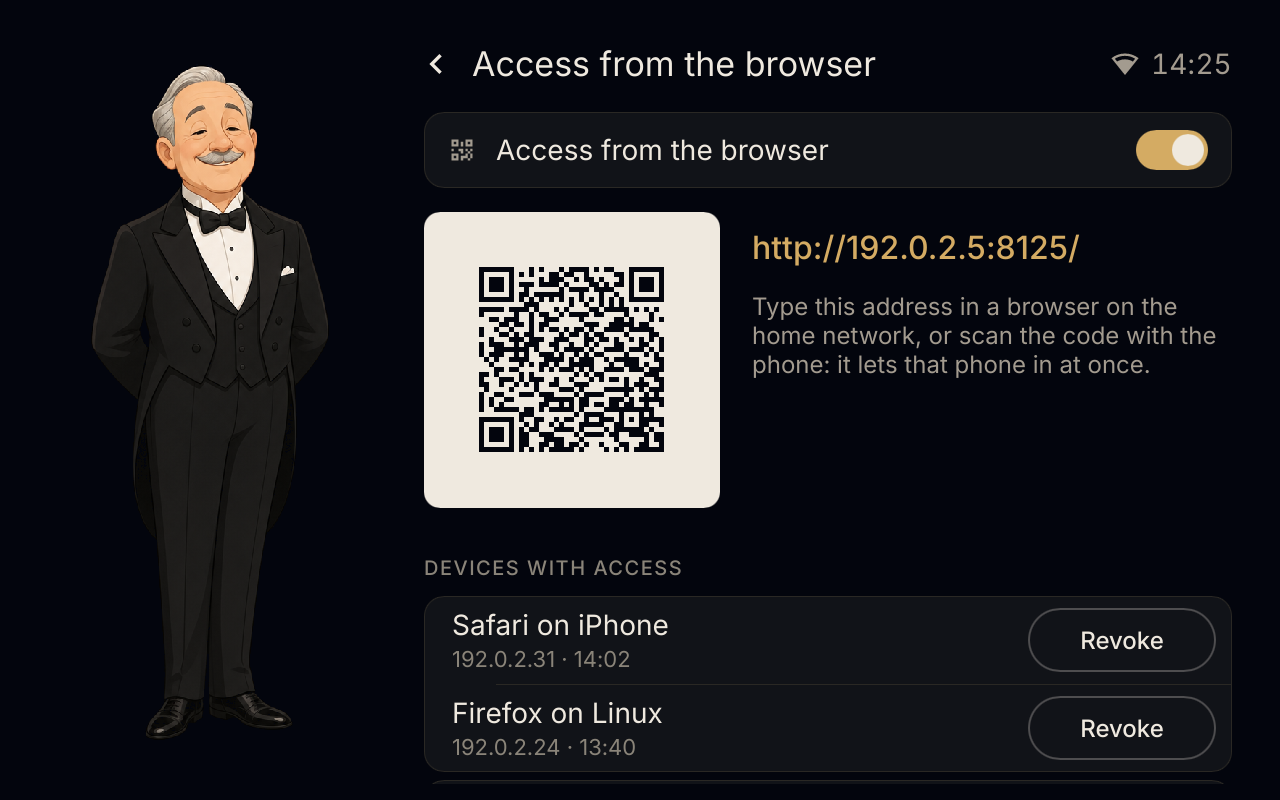 Access from the browser
14:25
Access from the browser
http://192.0.2.5:8125/
Type this address in a browser on the
home network, or scan the code with the
phone: it lets that phone in at once.
DEVICES WITH ACCESS
Safari on iPhone
192.0.2.31 · 14:02
Revoke
Firefox on Linux
192.0.2.24 · 13:40
Revoke